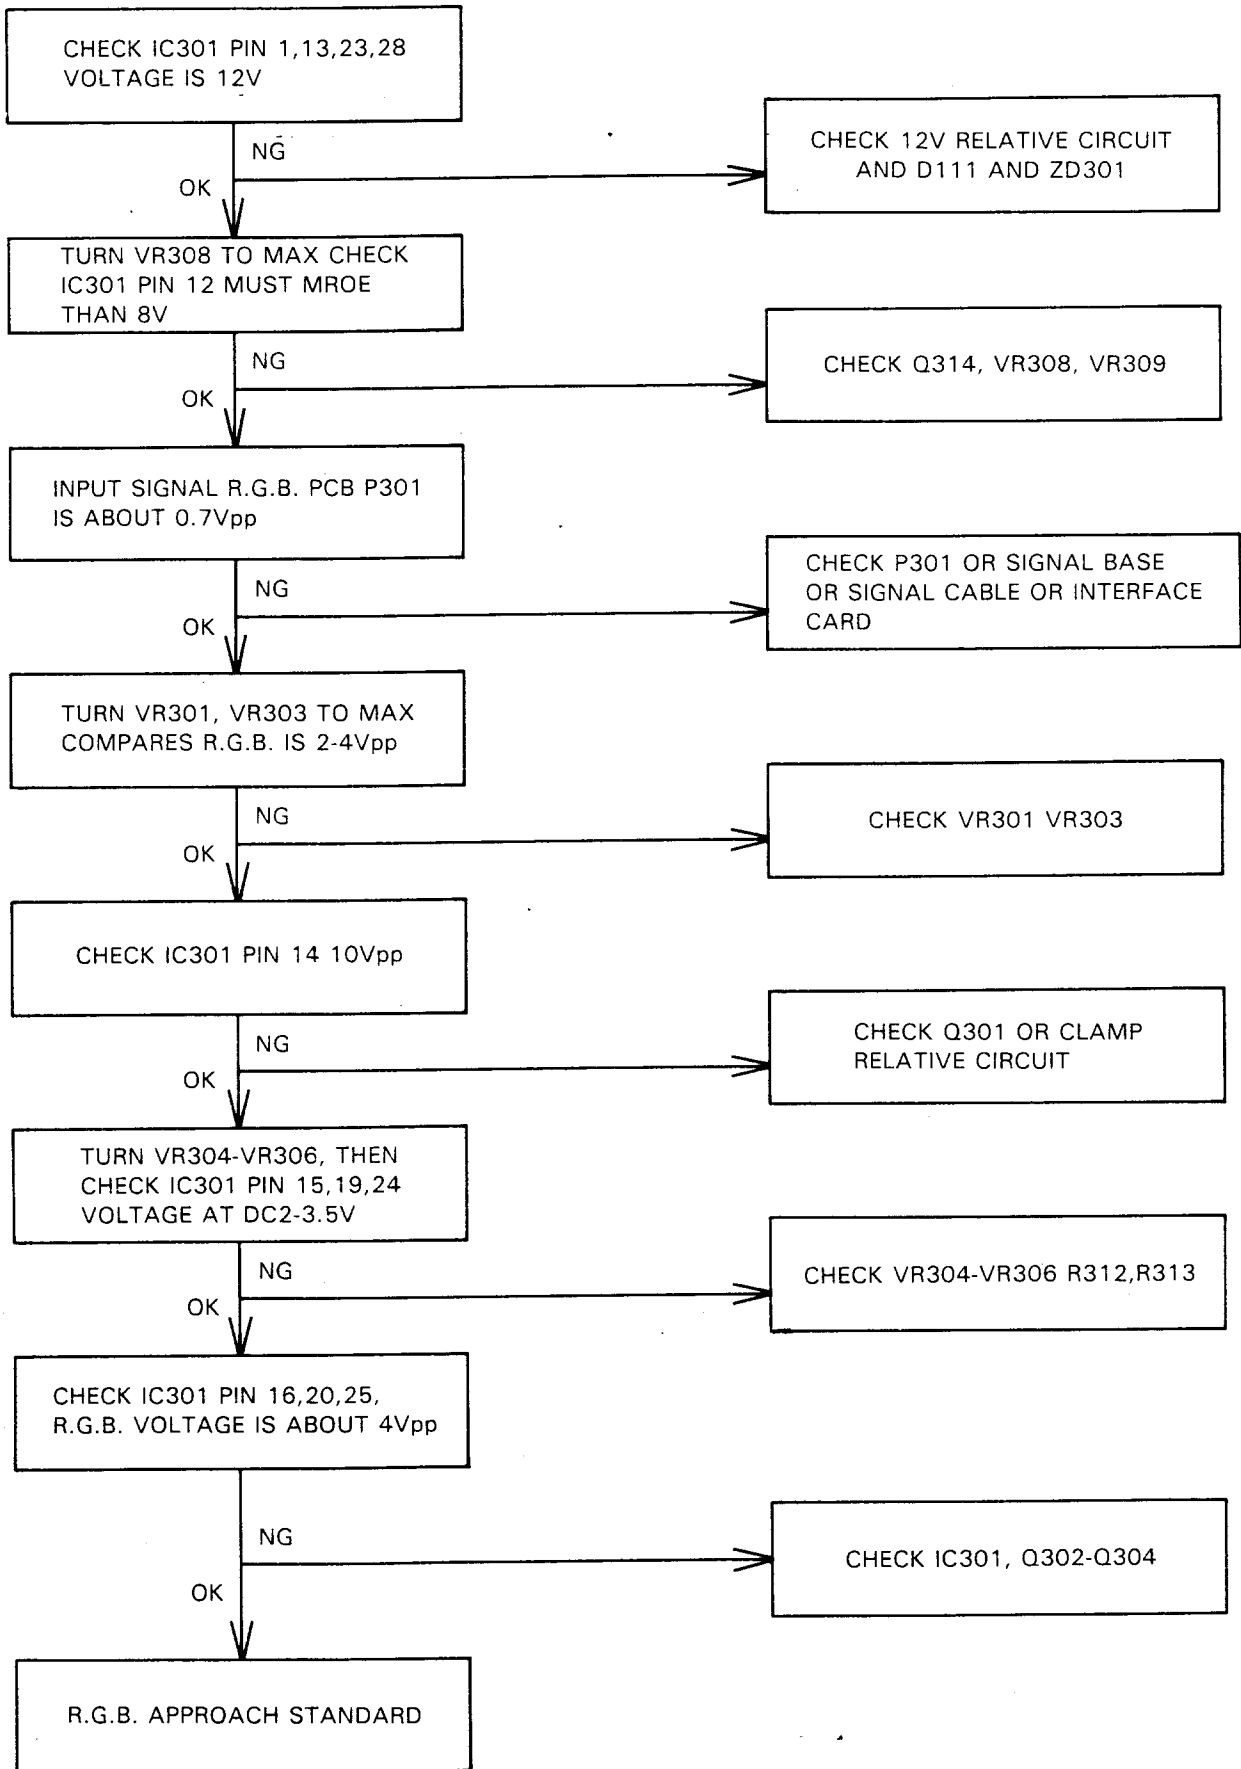 CHECK IC301 PIN 1,13,23,28
VOLTAGE IS 12V
NG
OK
CHECK 12V RELATIVE CIRCUIT
AND D111 AND ZD301
TURN VR308 TO MAX CHECK
IC301 PIN 12 MUST MROE
THAN 8V
NG
OK
CHECK Q314, VR308, VR309
INPUT SIGNAL R.G.B. PCB P301
IS ABOUT 0.7Vpp
NG
OK
CHECK P301 OR SIGNAL BASE
OR SIGNAL CABLE OR INTERFACE
CARD
TURN VR301, VR303 TO MAX
COMPARES R.G.B. IS 2-4Vpp
NG
OK
CHECK VR301 VR303
CHECK IC301 PIN 14 10Vpp
NG
OK
CHECK Q301 OR CLAMP
RELATIVE CIRCUIT
TURN VR304-VR306, THEN
CHECK IC301 PIN 15,19,24
VOLTAGE AT DC2-3.5V
NG
OK
CHECK VR304-VR306 R312,R313
CHECK IC301 PIN 16,20,25,
R.G.B. VOLTAGE IS ABOUT 4Vpp
NG
OK
CHECK IC301, Q302-Q304
R.G.B. APPROACH STANDARD